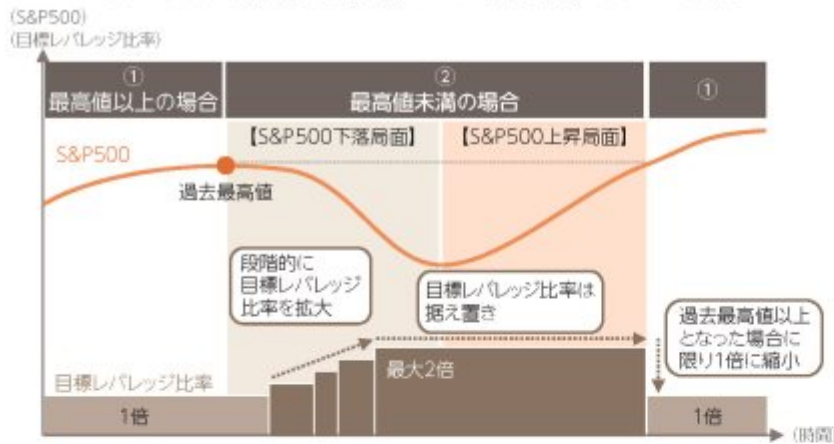 (S&P500)
(目標レバレッジ比率)
①
最高値以上の場合
②
最高値未満の場合
①
【S&P500下落局面】
【S&P500上昇局面】
S&P500
過去最高値
段階的に
目標レバレッジ
比率を拡大
目標レバレッジ比率は
据え置き
過去最高値以上
となった場合に
限り1倍に縮小
目標レバレッジ比率
最大2倍
1倍
1倍
(時間)